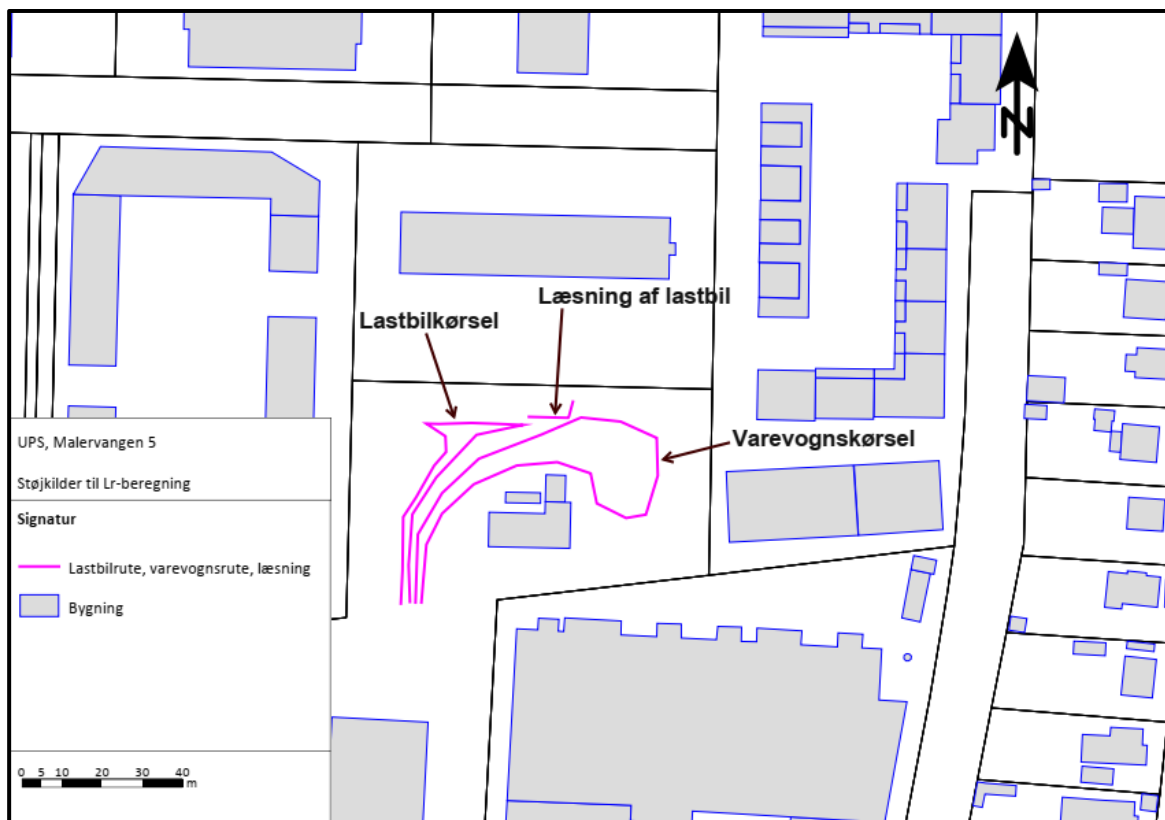 N
Læsning af lastbil
Lastbilkørsel
Varevognskørsel
UPS, Malervangen 5
Støjkilder til Lr-beregning
Signatur
Lastbilrute, varevognsrute, læsning
Bygning
0 5 10 20 30 40
m